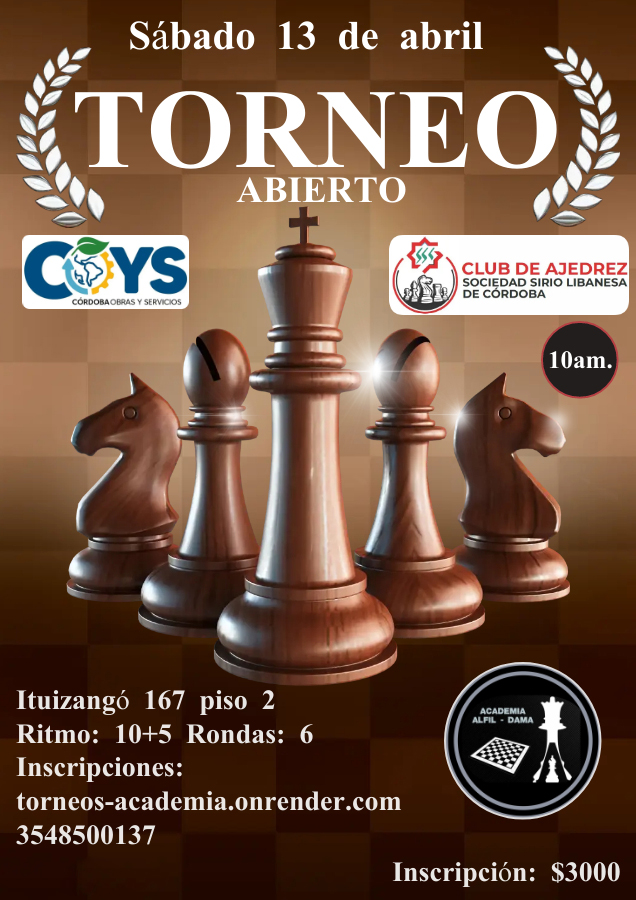 Sábado 13 de abril
TORNEO
ABIERTO
COYS
CÓRDOBA OBRAS Y SERVICIOS
CLUB DE AJEDREZ
SOCIEDAD SIRIO LIBANESA
DE CÓRDOBA
10am.
Ituizangó 167 piso 2
Ritmo: 10+5 Rondas: 6
Inscripciones:
torneos-academia.onrender.com
3548500137
ACADEMIA
ALFIL - DAMA
Inscripción: $3000